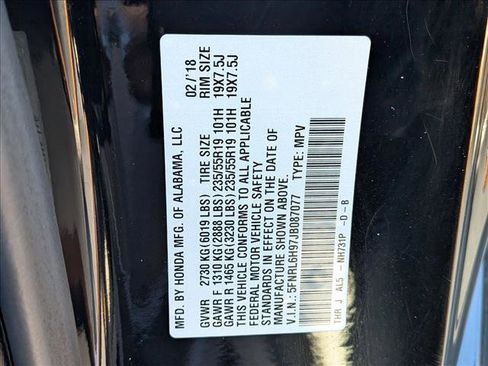 MFD. BY HONDA MFG. OF ALABAMA, LLC 02/'18
GVWR 2730 KG(6019 LBS) TIRE SIZE RIM SIZE
GAWR F 1310 KG(2888 LBS) 235/55R19 101H 19X7.5J
GAWR R 1465 KG(3230 LBS) 235/55R19 101H 19X7.5J
THIS VEHICLE CONFORMS TO ALL APPLICABLE
FEDERAL MOTOR VEHICLE SAFETY
STANDARDS IN EFFECT ON THE DATE OF
MANUFACTURE SHOWN ABOVE.
V.I.N.: 5FNRL6H97JB087077 TYPE: MPV
THR J AL5 -NH731P -D -B